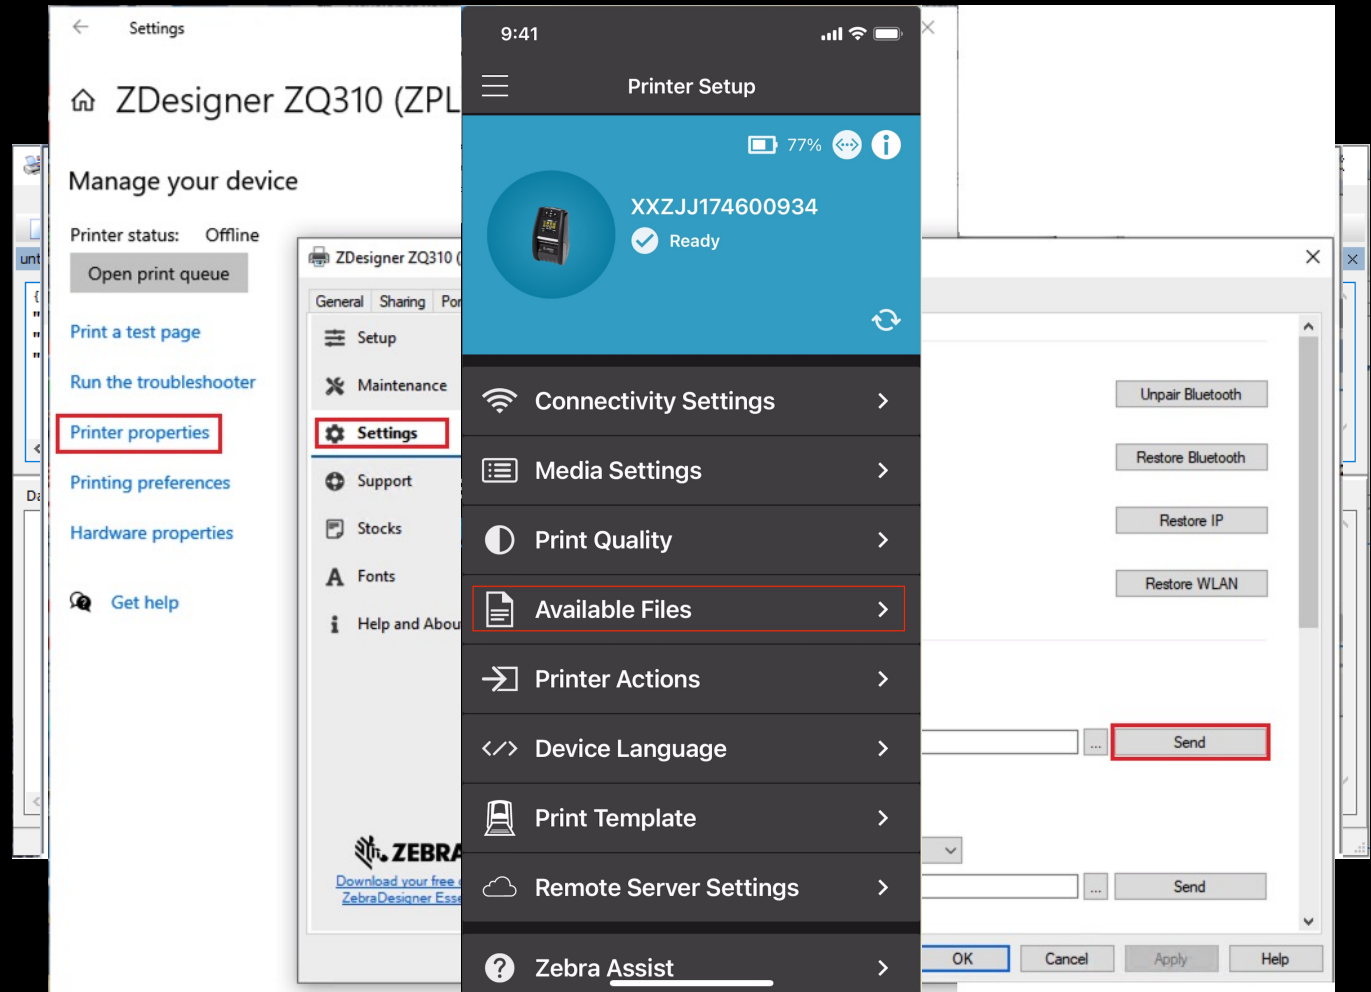 Settings
ZDesigner ZQ310 (ZPL
Manage your device
Printer status: Offline
Open print queue
Print a test page
Run the troubleshooter
Printer properties
Printing preferences
Hardware properties
Get help
unt
{
"
"
"
Da
ZDesigner ZQ310 (
General Sharing Por
Setup
Maintenance
Settings
Support
Stocks
Fonts
Help and Abou
ZEBRA
Download your free
ZebraDesigner Esse
9:41
Printer Setup
77%
XXZJJ174600934
Ready
Connectivity Settings
Media Settings
Print Quality
Available Files
Printer Actions
Device Language
Print Template
Remote Server Settings
Zebra Assist
Unpair Bluetooth
Restore Bluetooth
Restore IP
Restore WLAN
... Send
... Send
OK Cancel Apply Help